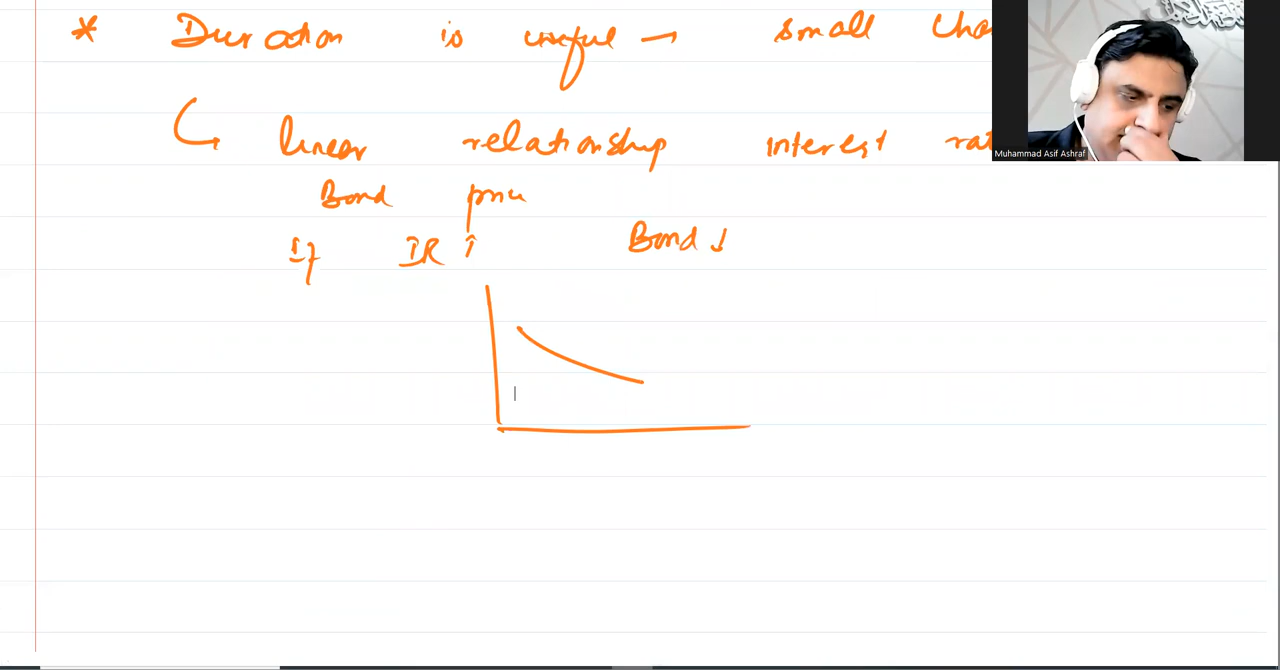 * Duration is useful → small Cha
Muhammad Asif Ashraf
↳ linear relationship interest rat
Bond price
If IR ↑ Bond ↓